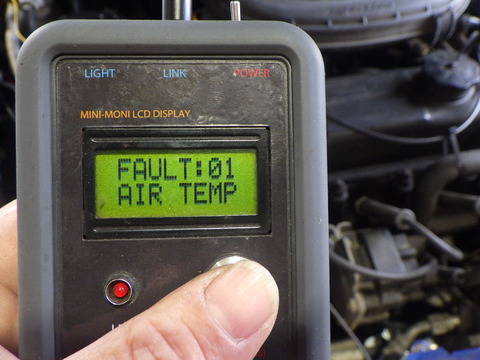 LiGHT LINK POWER
MINI-MONI LCD DISPLAY
FAULT:01
AIR TEMP